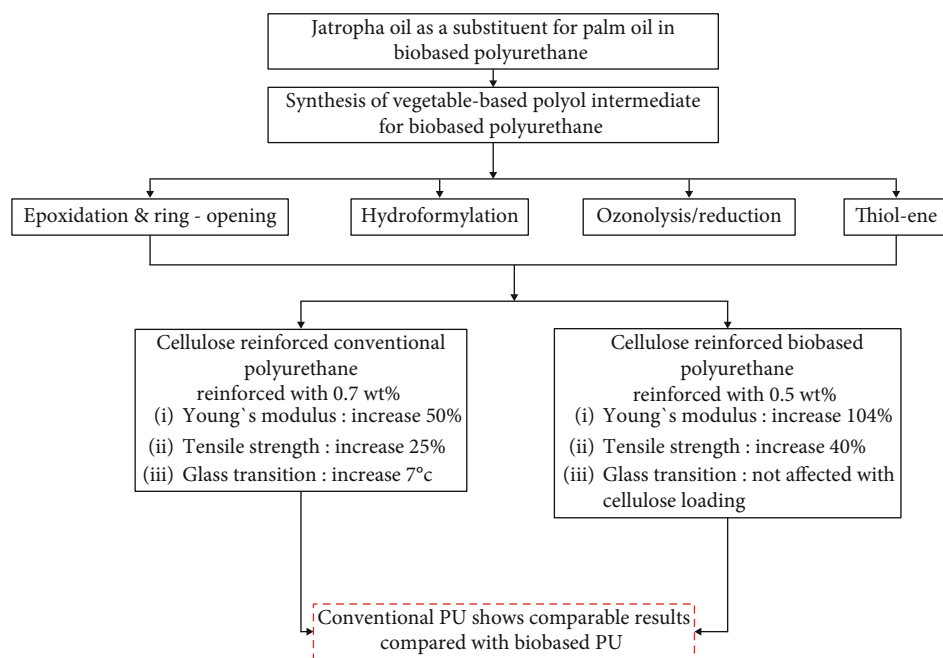 Jatropha oil as a substituent for palm oil in
biobased polyurethane
Synthesis of vegetable-based polyol intermediate
for biobased polyurethane
Epoxidation & ring - opening
Hydroformylation
Ozonolysis/reduction
Thiol-ene
Cellulose reinforced conventional
polyurethane
reinforced with 0.7 wt%
(i) Young`s modulus : increase 50%
(ii) Tensile strength : increase 25%
(iii) Glass transition : increase 7°c
Cellulose reinforced biobased
polyurethane
reinforced with 0.5 wt%
(i) Young`s modulus : increase 104%
(ii) Tensile strength : increase 40%
(iii) Glass transition : not affected with
cellulose loading
Conventional PU shows comparable results
compared with biobased PU